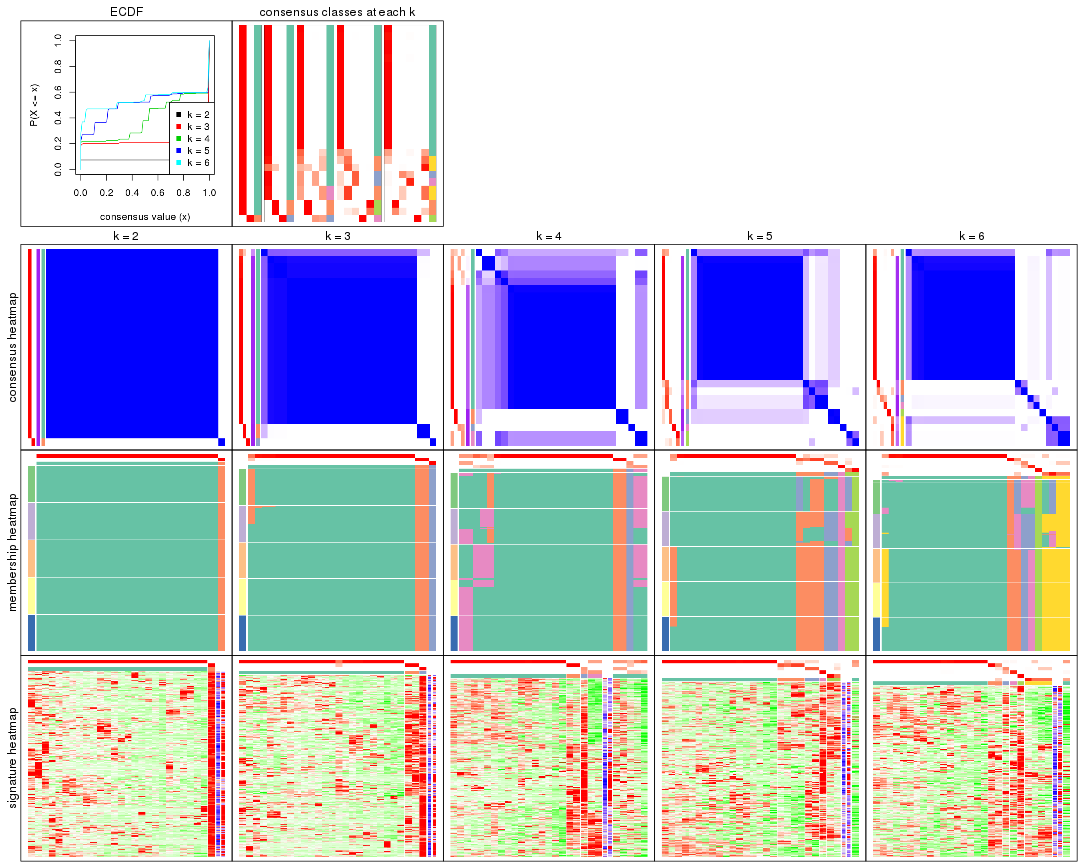 ECDF
consensus classes at each k
P(X <= x)
0.0 0.2 0.4 0.6 0.8 1.0
k = 2
k = 3
k = 4
k = 5
k = 6
0.0 0.2 0.4 0.6 0.8 1.0
consensus value (x)
k = 2
k = 3
k = 4
k = 5
k = 6
consensus heatmap
membership heatmap
signature heatmap